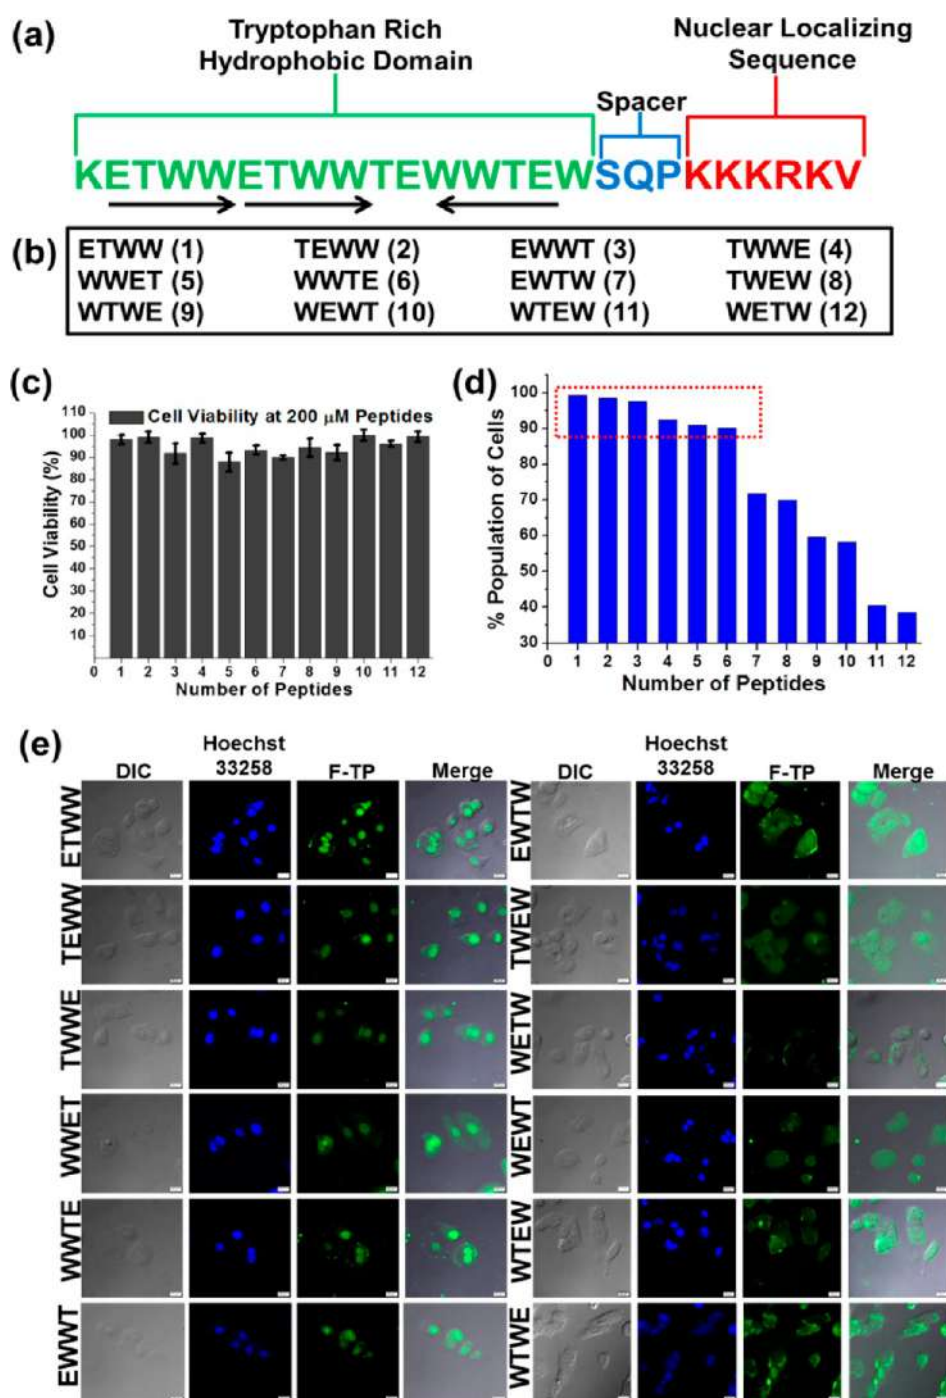 (a)
Tryptophan Rich
Hydrophobic Domain
Nuclear Localizing
Sequence
Spacer
KETWWETWWTEWWTEWSQPKKKRKV
(b)
ETWW (1) TEWW (2) EWWT (3) TWWE (4)
WWET (5) WWTE (6) EWTW (7) TWEW (8)
WTWE (9) WEWT (10) WTEW (11) WETW (12)
(c)
Cell Viability at 200 μM Peptides
Cell Viability (%)
110
100
90
80
70
60
50
40
30
20
10
0 1 2 3 4 5 6 7 8 9 10 11 12
Number of Peptides
(d)
% Population of Cells
100
90
80
70
60
50
40
30
0 1 2 3 4 5 6 7 8 9 10 11 12
Number of Peptides
(e)
DIC Hoechst 33258 F-TP Merge
ETWW
TEWW
TWWE
WWET
WWTE
EWWT
DIC Hoechst 33258 F-TP Merge
EWTW
TWEW
WETW
WEWT
WTEW
WTWE